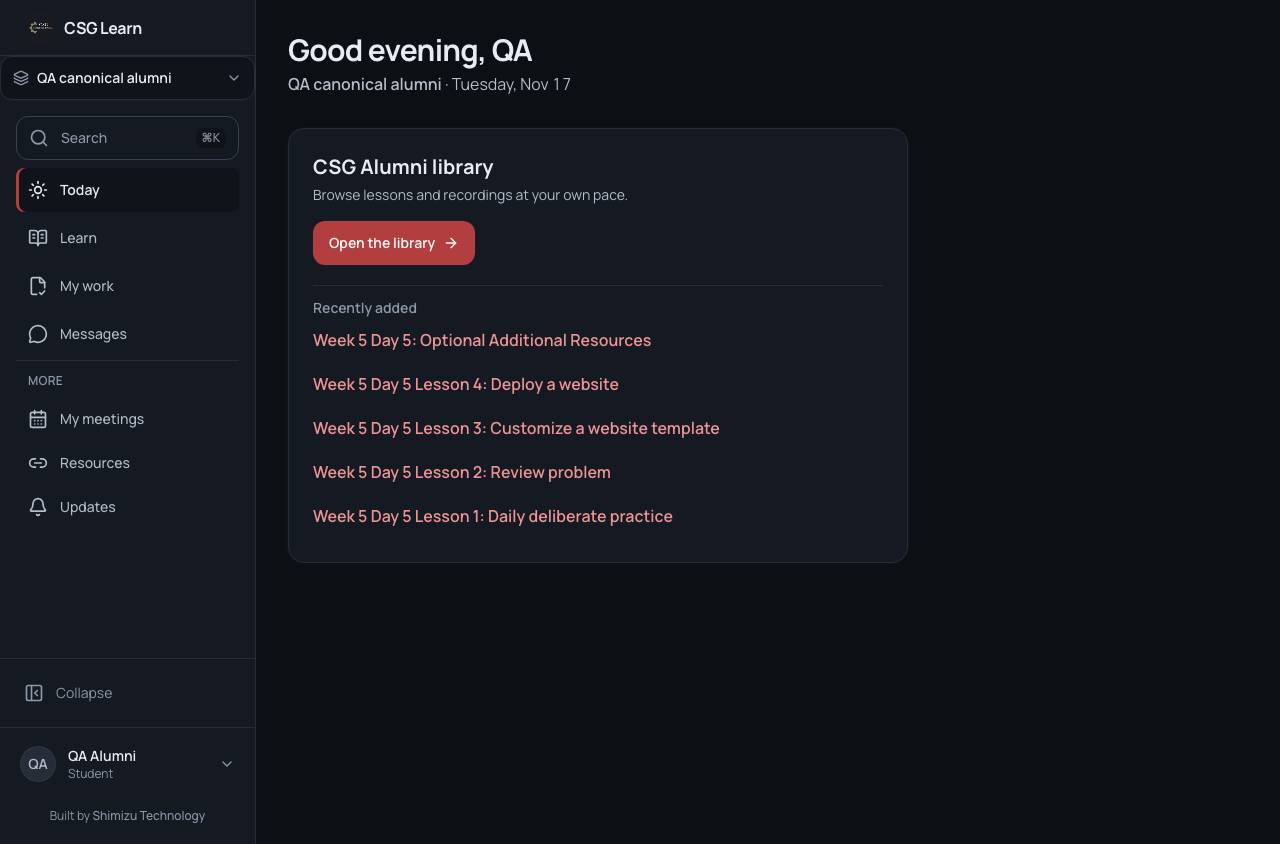 CSG Learn
QA canonical alumni
Search ⌘K
Today
Learn
My work
Messages
MORE
My meetings
Resources
Updates
Collapse
QA
QA Alumni
Student
Built by Shimizu Technology
Good evening, QA
QA canonical alumni · Tuesday, Nov 17
CSG Alumni library
Browse lessons and recordings at your own pace.
Open the library →
Recently added
Week 5 Day 5: Optional Additional Resources
Week 5 Day 5 Lesson 4: Deploy a website
Week 5 Day 5 Lesson 3: Customize a website template
Week 5 Day 5 Lesson 2: Review problem
Week 5 Day 5 Lesson 1: Daily deliberate practice